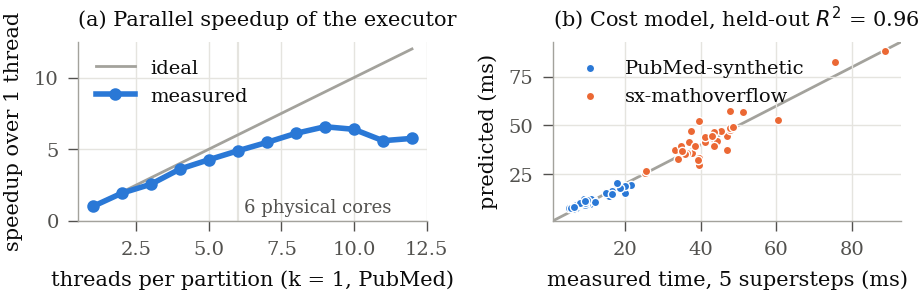 (a) Parallel speedup of the executor
speedup over 1 thread
10
5
0
ideal
measured
6 physical cores
2.5 5.0 7.5 10.0 12.5
threads per partition (k = 1, PubMed)
(b) Cost model, held-out R² = 0.96
predicted (ms)
75
50
25
PubMed-synthetic
sx-mathoverflow
20 40 60 80
measured time, 5 supersteps (ms)